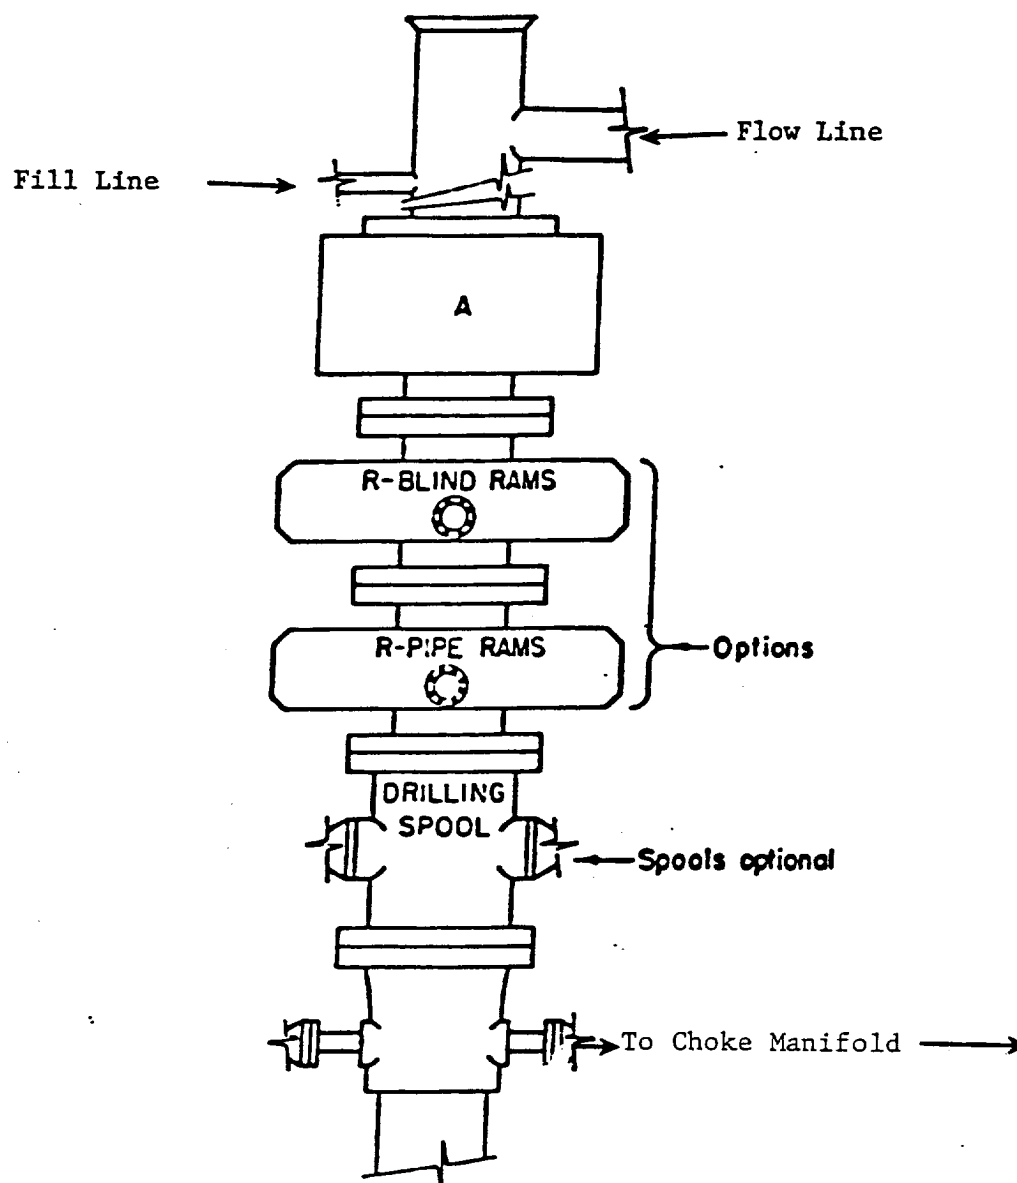 Flow Line
Fill Line
A
R-BLIND RAMS
R-PIPE RAMS
Options
DRILLING
SPOOL
Spools optional
To Choke Manifold